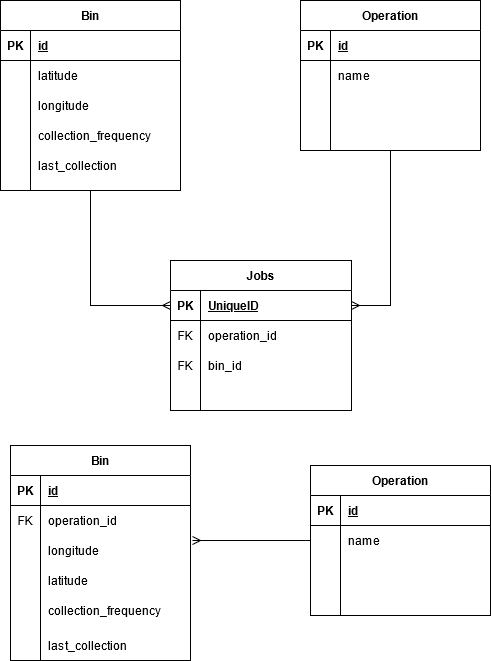 Bin
PK id
latitude
longitude
collection_frequency
last_collection
Operation
PK id
name
Jobs
PK UniqueID
FK operation_id
FK bin_id
Bin
PK id
FK operation_id
longitude
latitude
collection_frequency
last_collection
Operation
PK id
name